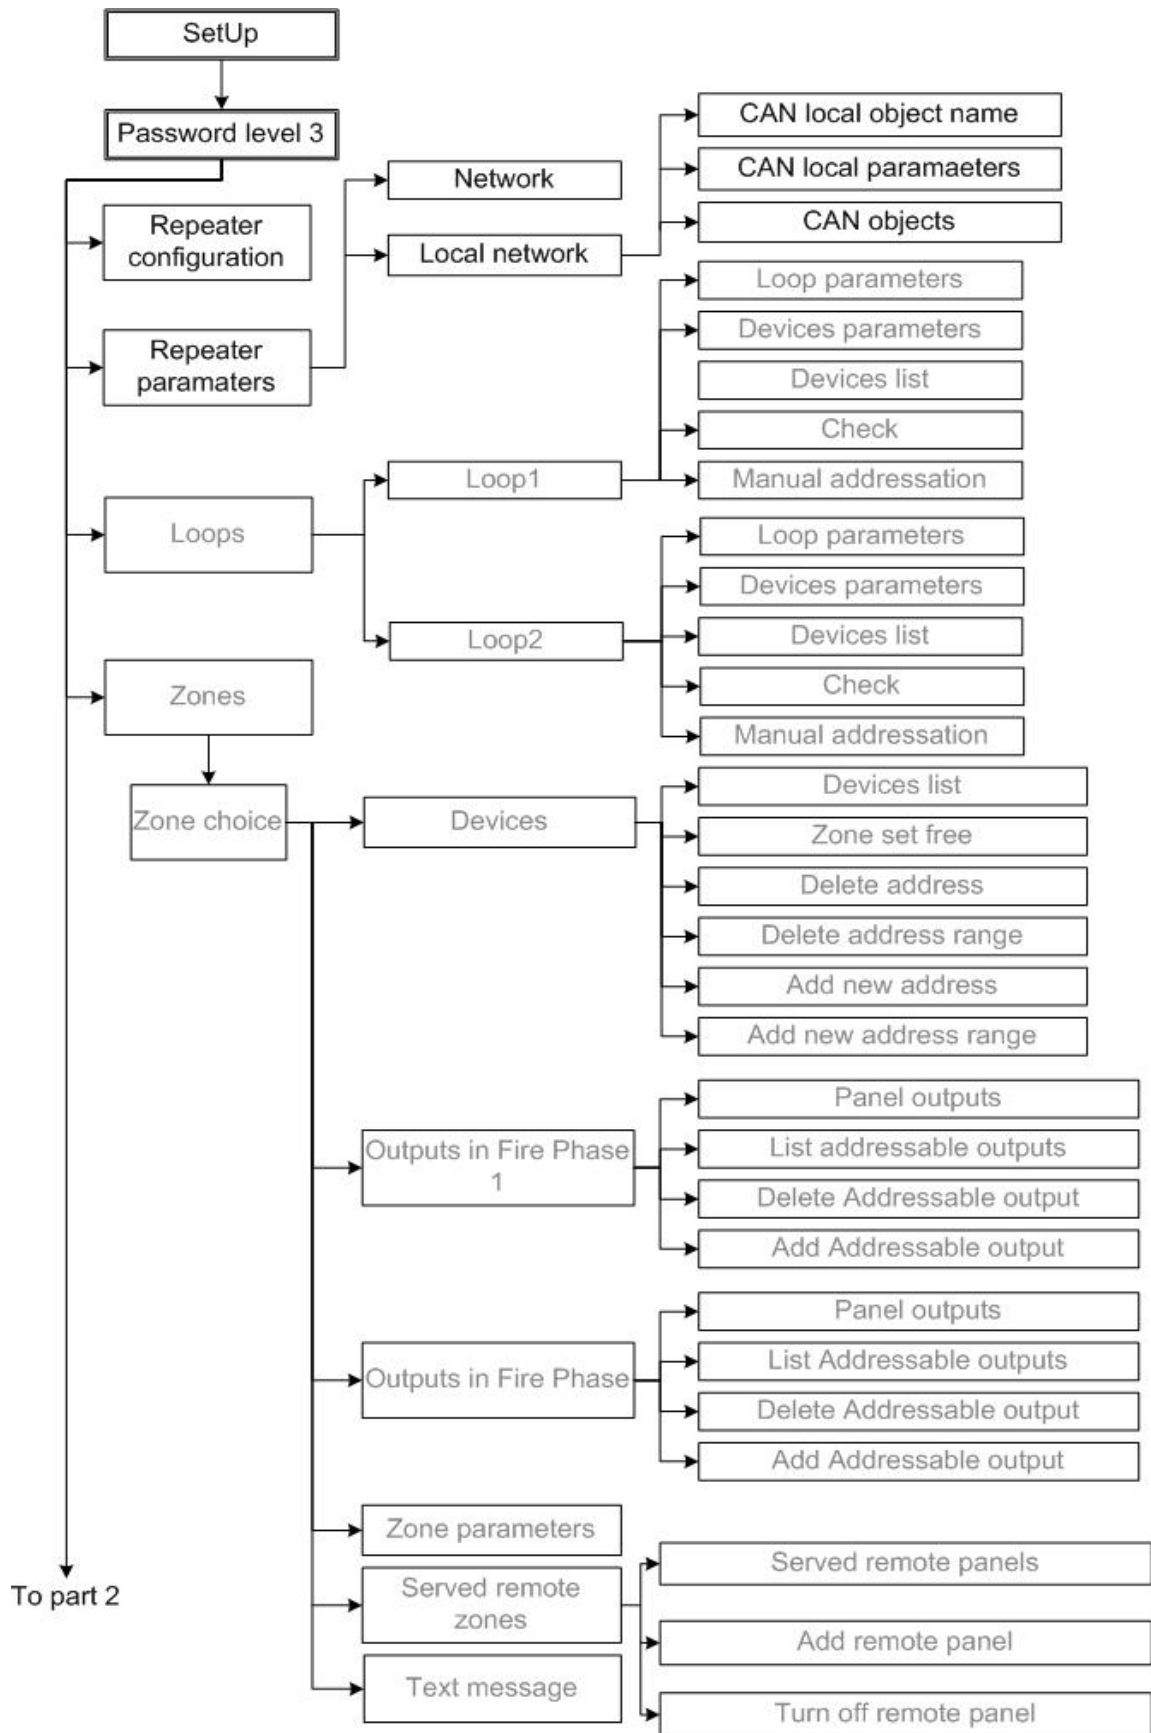 SetUp
Password level 3
Repeater
configuration
Repeater
paramaters
Network
Local network
CAN local object name
CAN local paramaeters
CAN objects
Loops
Loop1
Loop parameters
Devices parameters
Devices list
Check
Manual addressation
Loop2
Loop parameters
Devices parameters
Devices list
Check
Manual addressation
Zones
Zone choice
Devices
Devices list
Zone set free
Delete address
Delete address range
Add new address
Add new address range
Outputs in Fire Phase
1
Panel outputs
List addressable outputs
Delete Addressable output
Add Addressable output
Outputs in Fire Phase
Panel outputs
List Addressable outputs
Delete Addressable output
Add Addressable output
Zone parameters
Served remote
zones
Served remote panels
Add remote panel
Turn off remote panel
Text message
To part 2